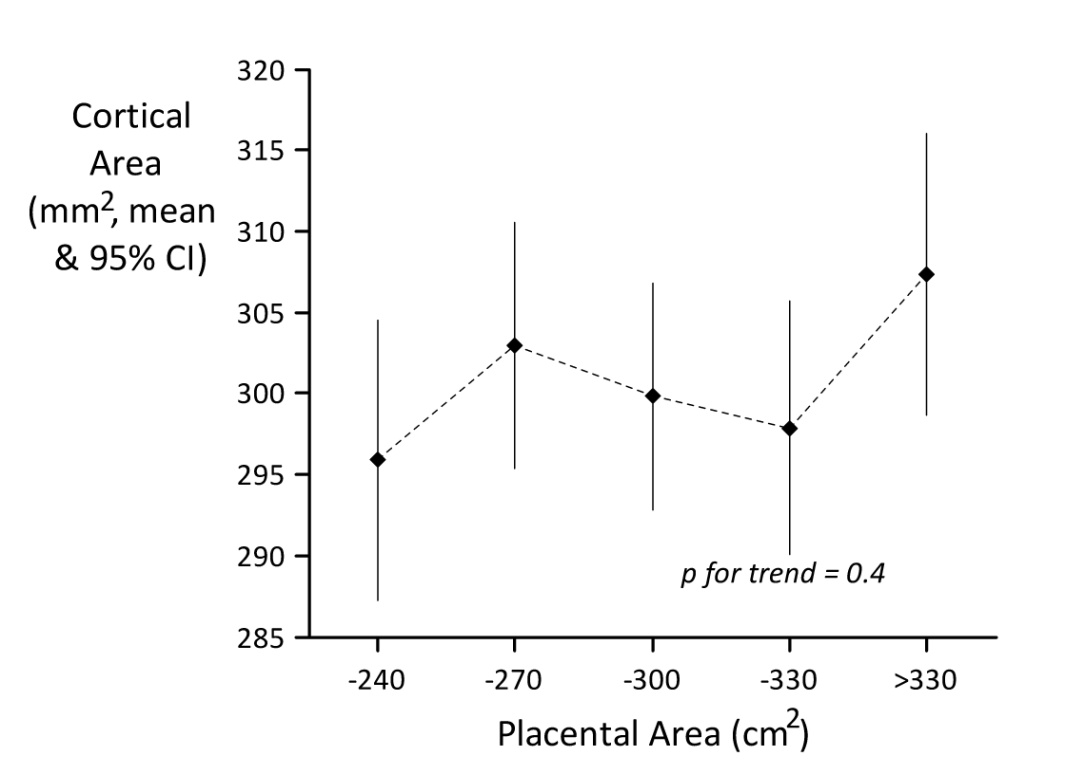 Cortical
Area
(mm², mean
& 95% CI)
320
315
310
305
300
295
290
285
p for trend = 0.4
-240 -270 -300 -330 >330
Placental Area (cm²)